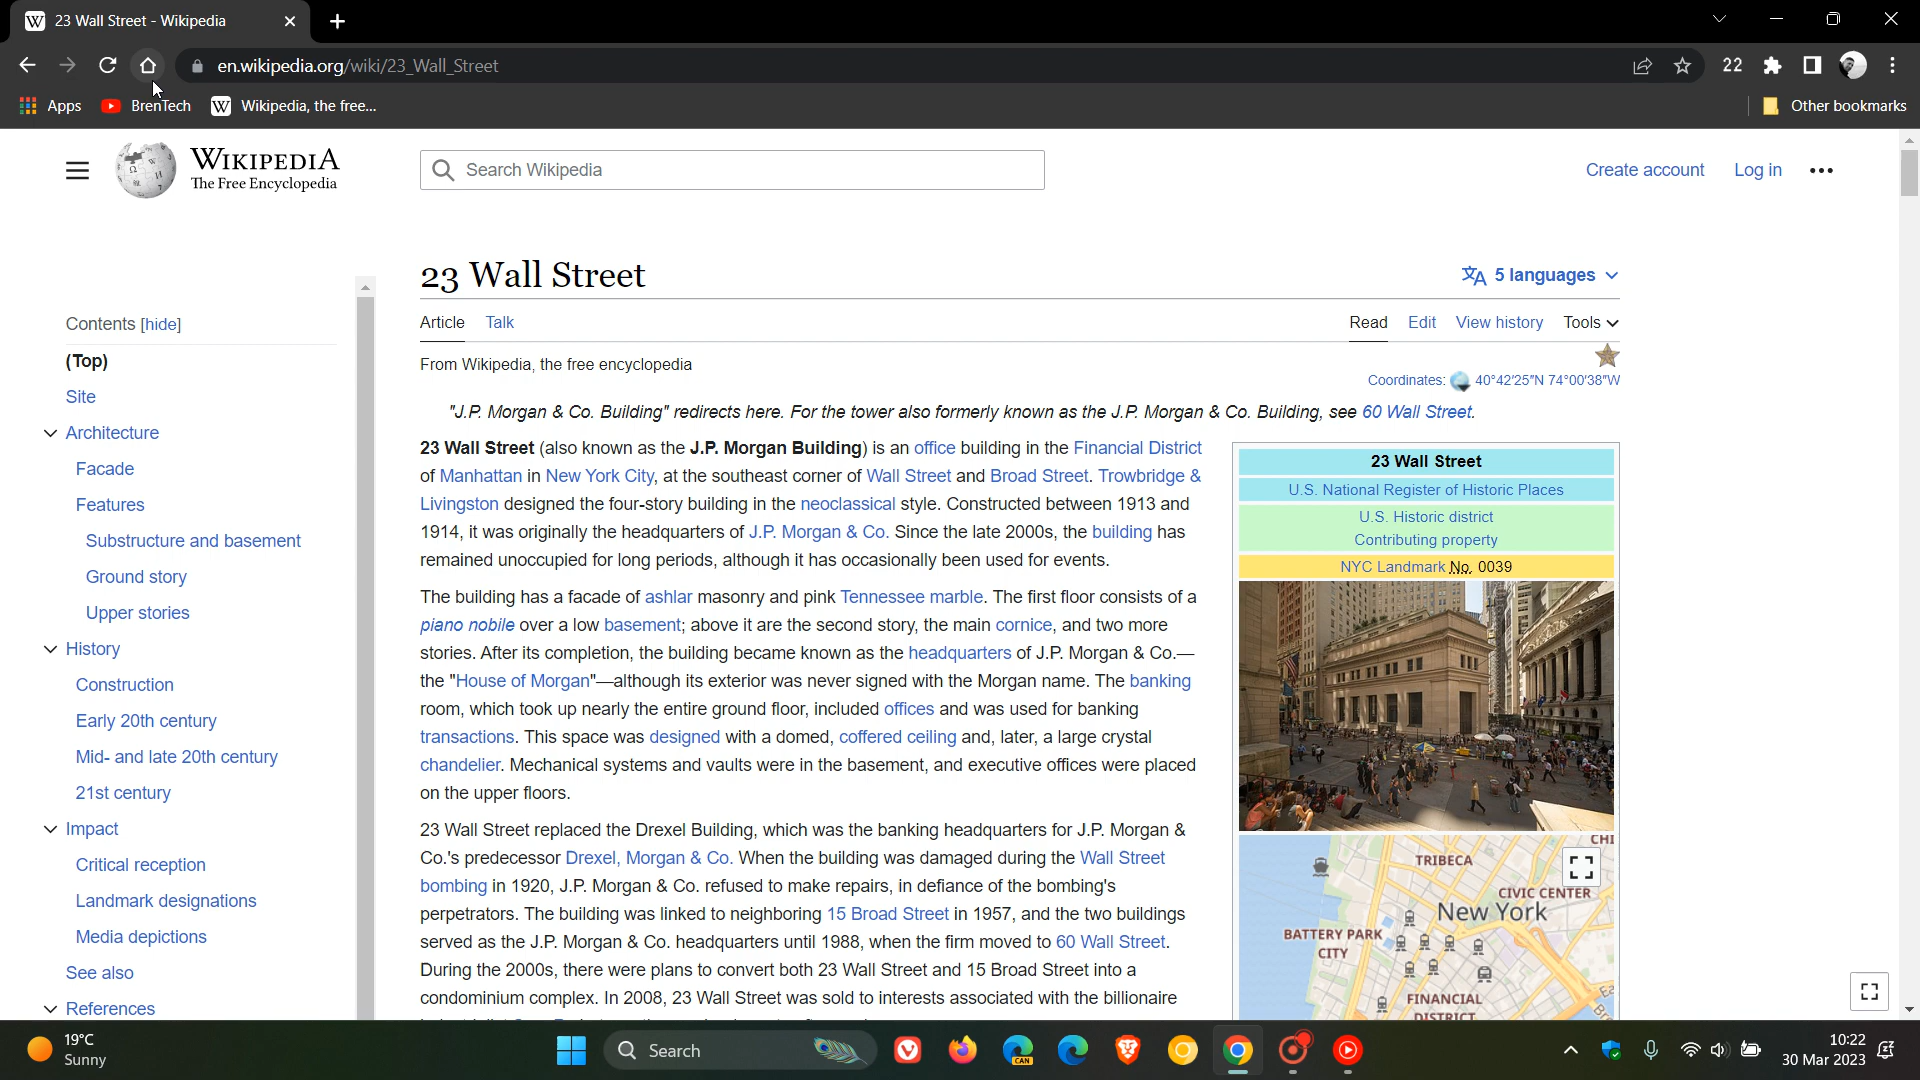 23 Wall Street - Wikipedia
en.wikipedia.org/wiki/23_Wall_Street
22
Apps
BrenTech
Wikipedia, the free...
Other bookmarks
WIKIPEDIA
The Free Encyclopedia
Search Wikipedia
Create account
Log in
23 Wall Street
5 languages
Contents [hide]
(Top)
Site
Architecture
Facade
Features
Substructure and basement
Ground story
Upper stories
History
Construction
Early 20th century
Mid- and late 20th century
21st century
Impact
Critical reception
Landmark designations
Media depictions
See also
References
Article Talk
Read Edit View history Tools
From Wikipedia, the free encyclopedia
Coordinates: 40°42′25″N 74°00′38″W
"J.P. Morgan & Co. Building" redirects here. For the tower also formerly known as the J.P. Morgan & Co. Building, see 60 Wall Street.
23 Wall Street (also known as the J.P. Morgan Building) is an office building in the Financial District
of Manhattan in New York City, at the southeast corner of Wall Street and Broad Street. Trowbridge &
Livingston designed the four-story building in the neoclassical style. Constructed between 1913 and
1914, it was originally the headquarters of J.P. Morgan & Co. Since the late 2000s, the building has
remained unoccupied for long periods, although it has occasionally been used for events.
The building has a facade of ashlar masonry and pink Tennessee marble. The first floor consists of a
piano nobile over a low basement; above it are the second story, the main cornice, and two more
stories. After its completion, the building became known as the headquarters of J.P. Morgan & Co.—
the "House of Morgan"—although its exterior was never signed with the Morgan name. The banking
room, which took up nearly the entire ground floor, included offices and was used for banking
transactions. This space was designed with a domed, coffered ceiling and, later, a large crystal
chandelier. Mechanical systems and vaults were in the basement, and executive offices were placed
on the upper floors.
23 Wall Street replaced the Drexel Building, which was the banking headquarters for J.P. Morgan &
Co.'s predecessor Drexel, Morgan & Co. When the building was damaged during the Wall Street
bombing in 1920, J.P. Morgan & Co. refused to make repairs, in defiance of the bombing's
perpetrators. The building was linked to neighboring 15 Broad Street in 1957, and the two buildings
served as the J.P. Morgan & Co. headquarters until 1988, when the firm moved to 60 Wall Street.
During the 2000s, there were plans to convert both 23 Wall Street and 15 Broad Street into a
condominium complex. In 2008, 23 Wall Street was sold to interests associated with the billionaire
23 Wall Street
U.S. National Register of Historic Places
U.S. Historic district
Contributing property
NYC Landmark No. 0039
TRIBECA
CHI
CIVIC CENTER
New York
BATTERY PARK
CITY
FINANCIAL
DISTRICT
19°C
Sunny
Search
CAN
10:22
30 Mar 2023